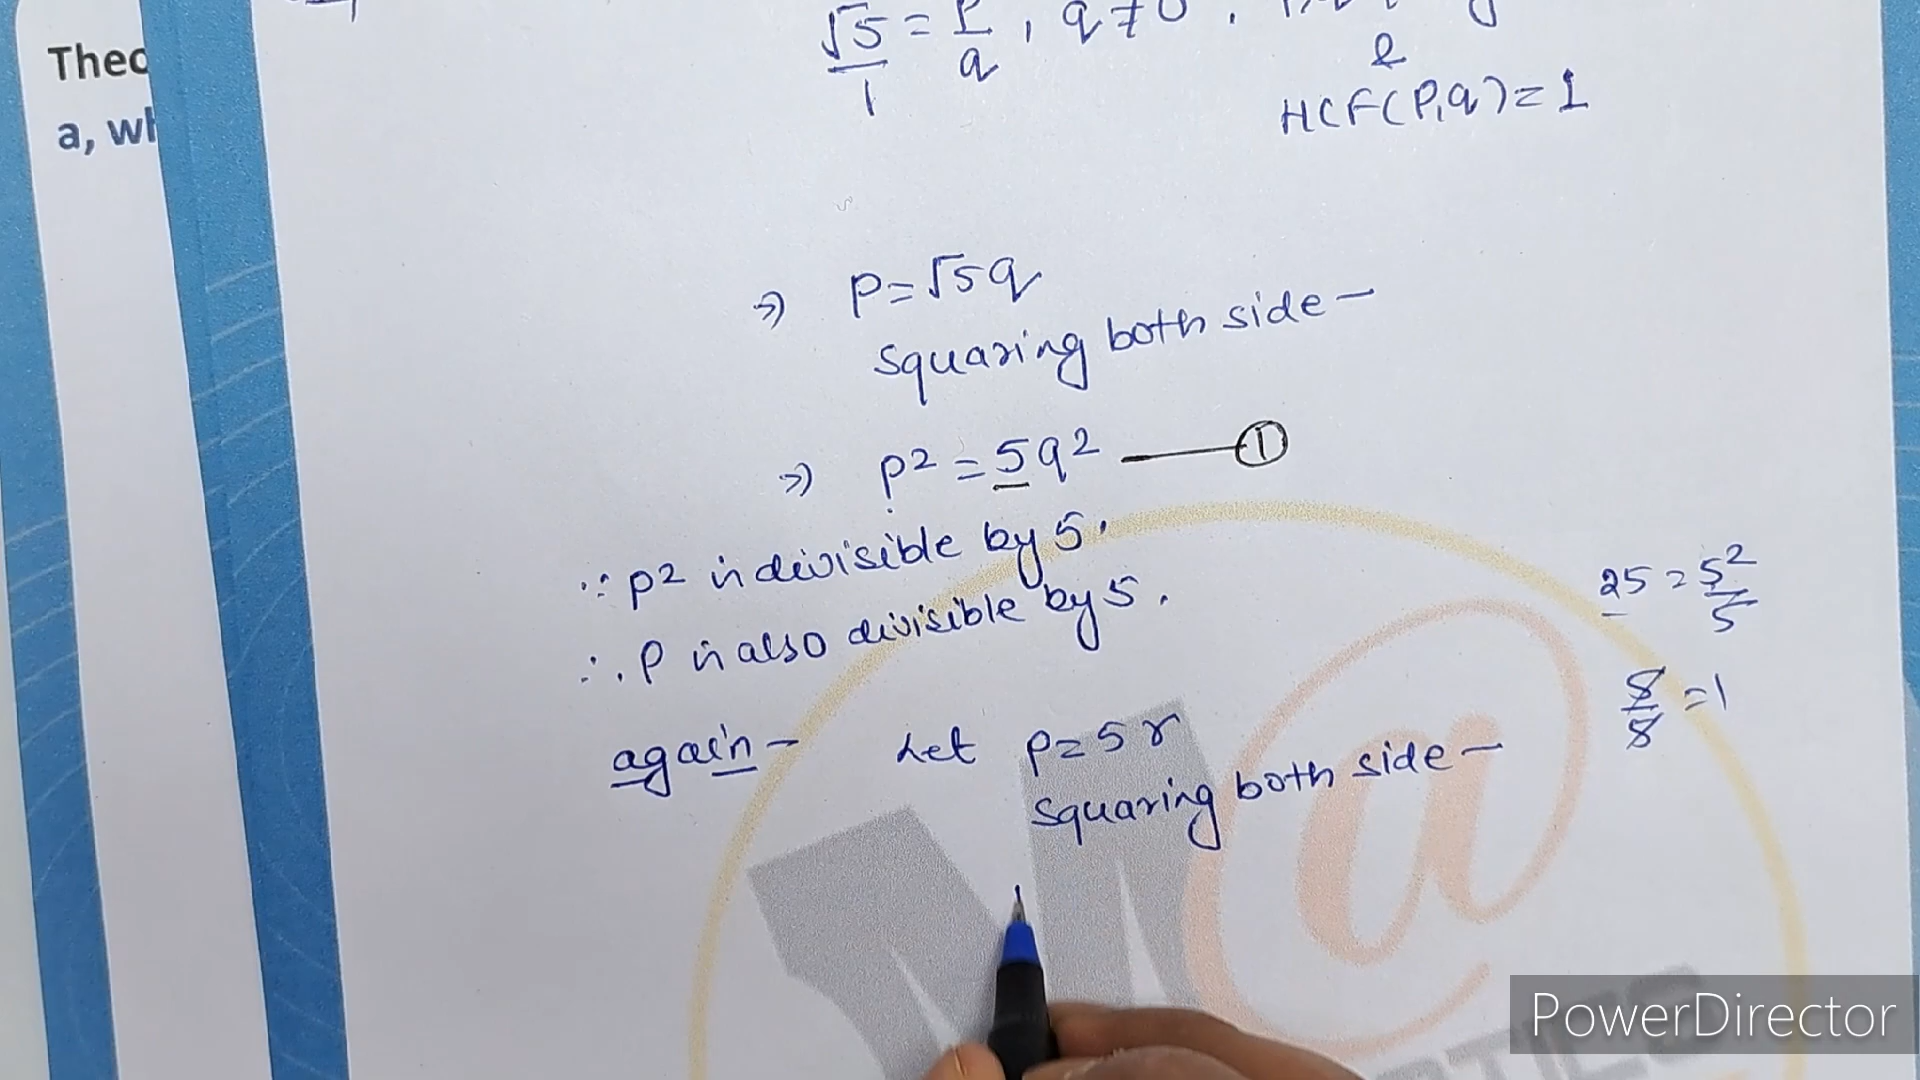 Theo
a, wh
√5/1 = P/q, q≠0,
&
HCF(P,q)=1
⇒ P=√5q
Squaring both side—
⇒ p² = 5q² —— ①
∵ p² is divisible by 5.
∴ P is also divisible by 5.
25 = 5²/5
8/8 = 1
again— Let p=5r
Squaring both side—
PowerDirector